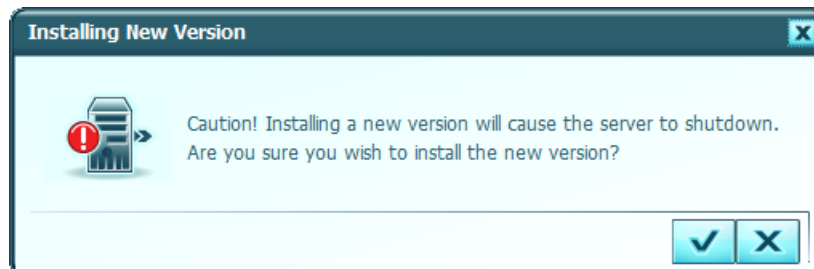 Installing New Version
Caution! Installing a new version will cause the server to shutdown.
Are you sure you wish to install the new version?